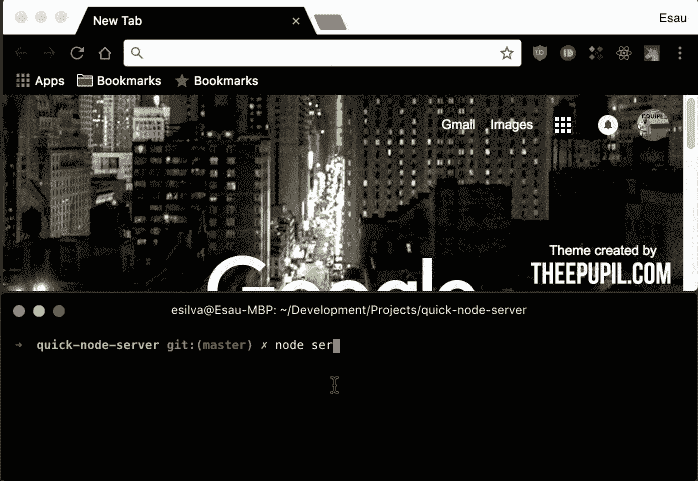 New Tab
Esau
Apps Bookmarks Bookmarks
Gmail Images
Theme created by
THEEPUPIL.COM
Google
esilva@Esau-MBP: ~/Development/Projects/quick-node-server
➜ quick-node-server git:(master) ✗ node ser